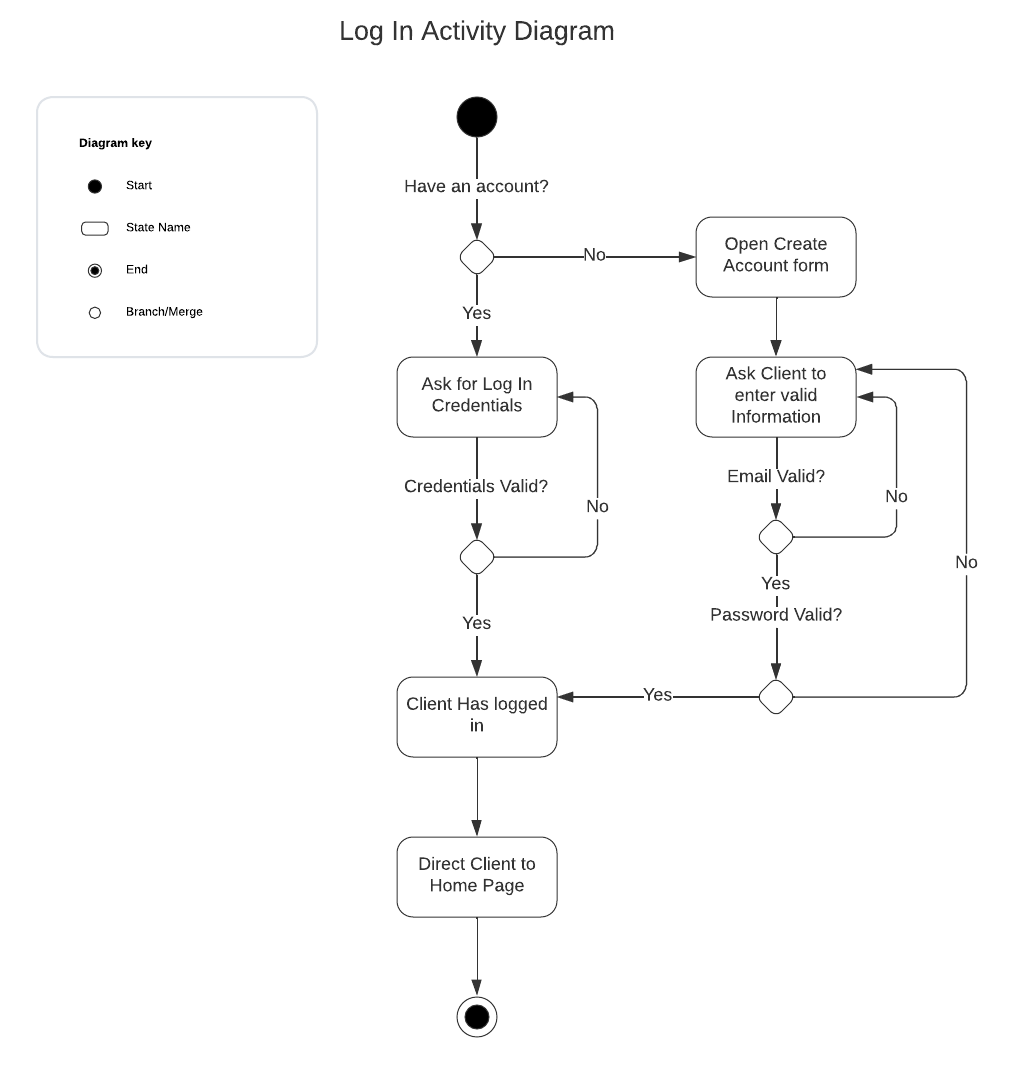 Log In Activity Diagram
Diagram key
Start
State Name
End
Branch/Merge
Have an account?
No
Open Create
Account form
Yes
Ask for Log In
Credentials
Ask Client to
enter valid
Information
Credentials Valid?
No
Email Valid?
No
No
Yes
Password Valid?
Yes
Client Has logged
in
Yes
Direct Client to
Home Page